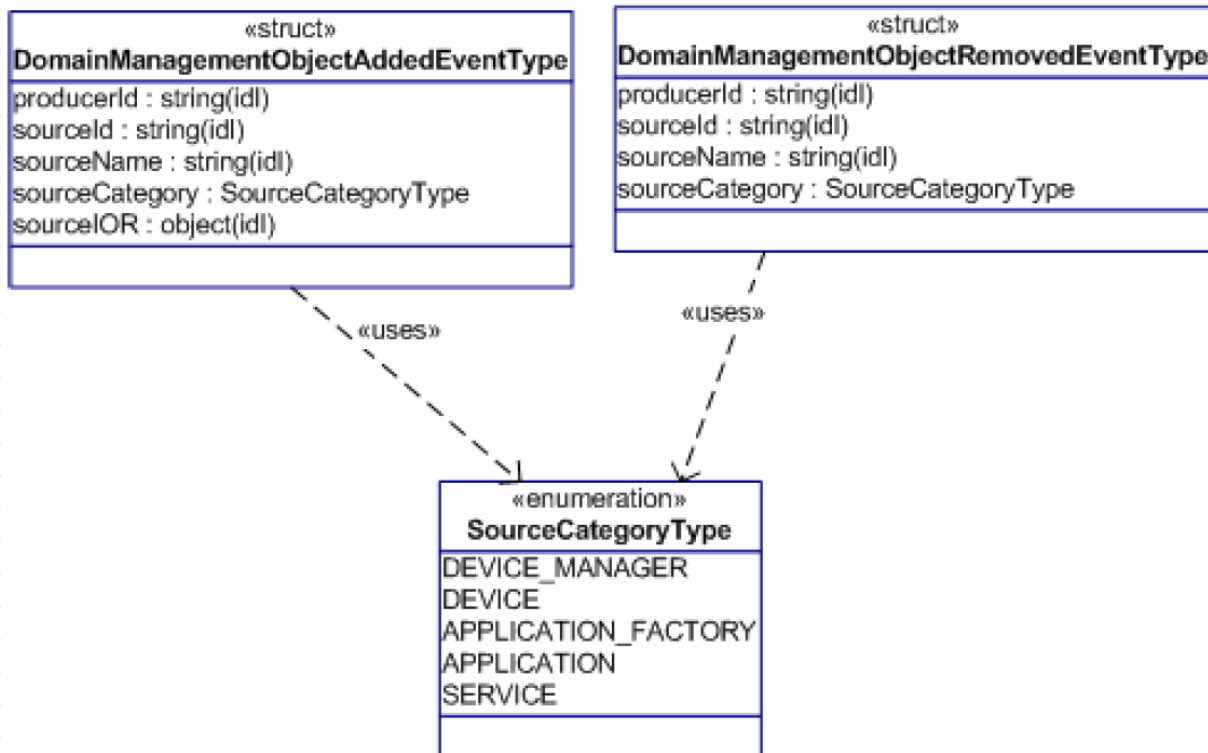 «struct»
DomainManagementObjectAddedEventType
producerId : string(idl)
sourceId : string(idl)
sourceName : string(idl)
sourceCategory : SourceCategoryType
sourceIOR : object(idl)
«struct»
DomainManagementObjectRemovedEventType
producerId : string(idl)
sourceId : string(idl)
sourceName : string(idl)
sourceCategory : SourceCategoryType
«uses»
«uses»
«enumeration»
SourceCategoryType
DEVICE_MANAGER
DEVICE
APPLICATION_FACTORY
APPLICATION
SERVICE